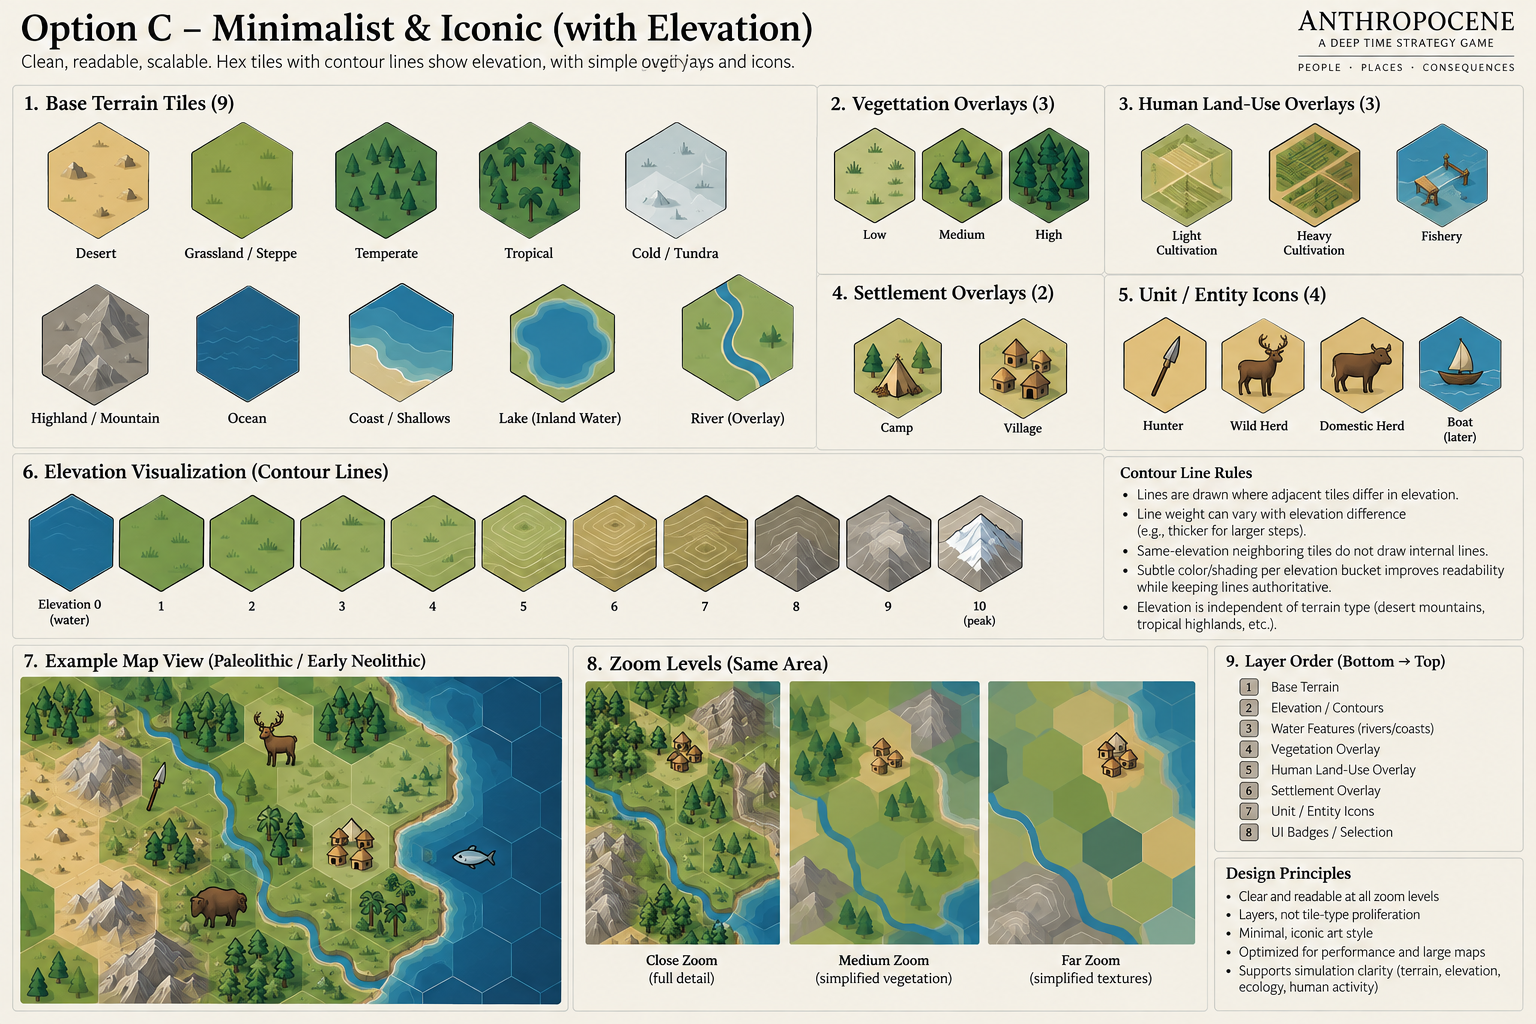 Option C – Minimalist & Iconic (with Elevation)
Clean, readable, scalable. Hex tiles with contour lines show elevation, with simple and icons.
ANTHROPOCENE
A DEEP TIME STRATEGY GAME
PEOPLE · PLACES · CONSEQUENCES
1. Base Terrain Tiles (9)
Desert
Grassland / Steppe
Temperate
Tropical
Cold / Tundra
Highland / Mountain
Ocean
Coast / Shallows
Lake (Inland Water)
River (Overlay)
2. Vegettation Overlays (3)
Low
Medium
High
3. Human Land-Use Overlays (3)
Light
Cultivation
Heavy
Cultivation
Fishery
4. Settlement Overlays (2)
Camp
Village
5. Unit / Entity Icons (4)
Hunter
Wild Herd
Domestic Herd
Boat
(later)
6. Elevation Visualization (Contour Lines)
Elevation 0
(water)
1
2
3
4
5
6
7
8
9
10
(peak)
Contour Line Rules
• Lines are drawn where adjacent tiles differ in elevation.
• Line weight can vary with elevation difference
(e.g., thicker for larger steps).
• Same-elevation neighboring tiles do not draw internal lines.
• Subtle color/shading per elevation bucket improves readability
while keeping lines authoritative.
• Elevation is independent of terrain type (desert mountains,
tropical highlands, etc.).
7. Example Map View (Paleolithic / Early Neolithic)
8. Zoom Levels (Same Area)
Close Zoom
(full detail)
Medium Zoom
(simplified vegetation)
Far Zoom
(simplified textures)
9. Layer Order (Bottom → Top)
1 Base Terrain
2 Elevation / Contours
3 Water Features (rivers/coasts)
4 Vegetation Overlay
5 Human Land-Use Overlay
6 Settlement Overlay
7 Unit / Entity Icons
8 UI Badges / Selection
Design Principles
• Clear and readable at all zoom levels
• Layers, not tile-type proliferation
• Minimal, iconic art style
• Optimized for performance and large maps
• Supports simulation clarity (terrain, elevation,
ecology, human activity)